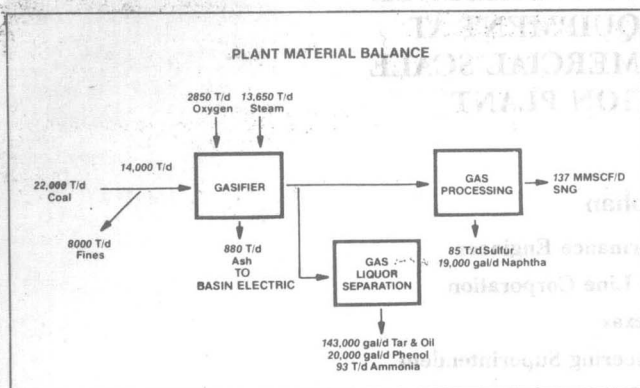 PLANT MATERIAL BALANCE
2850 T/d 13,650 T/d
Oxygen Steam
14,000 T/d
22,000 T/d
Coal
8000 T/d
Fines
GASIFIER
880 T/d
Ash
TO
BASIN ELECTRIC
GAS
PROCESSING
137 MMSCF/D
SNG
85 T/d Sulfur
19,000 gal/d Naphtha
GAS
LIQUOR
SEPARATION
143,000 gal/d Tar & Oil
20,000 gal/d Phenol
93 T/d Ammonia